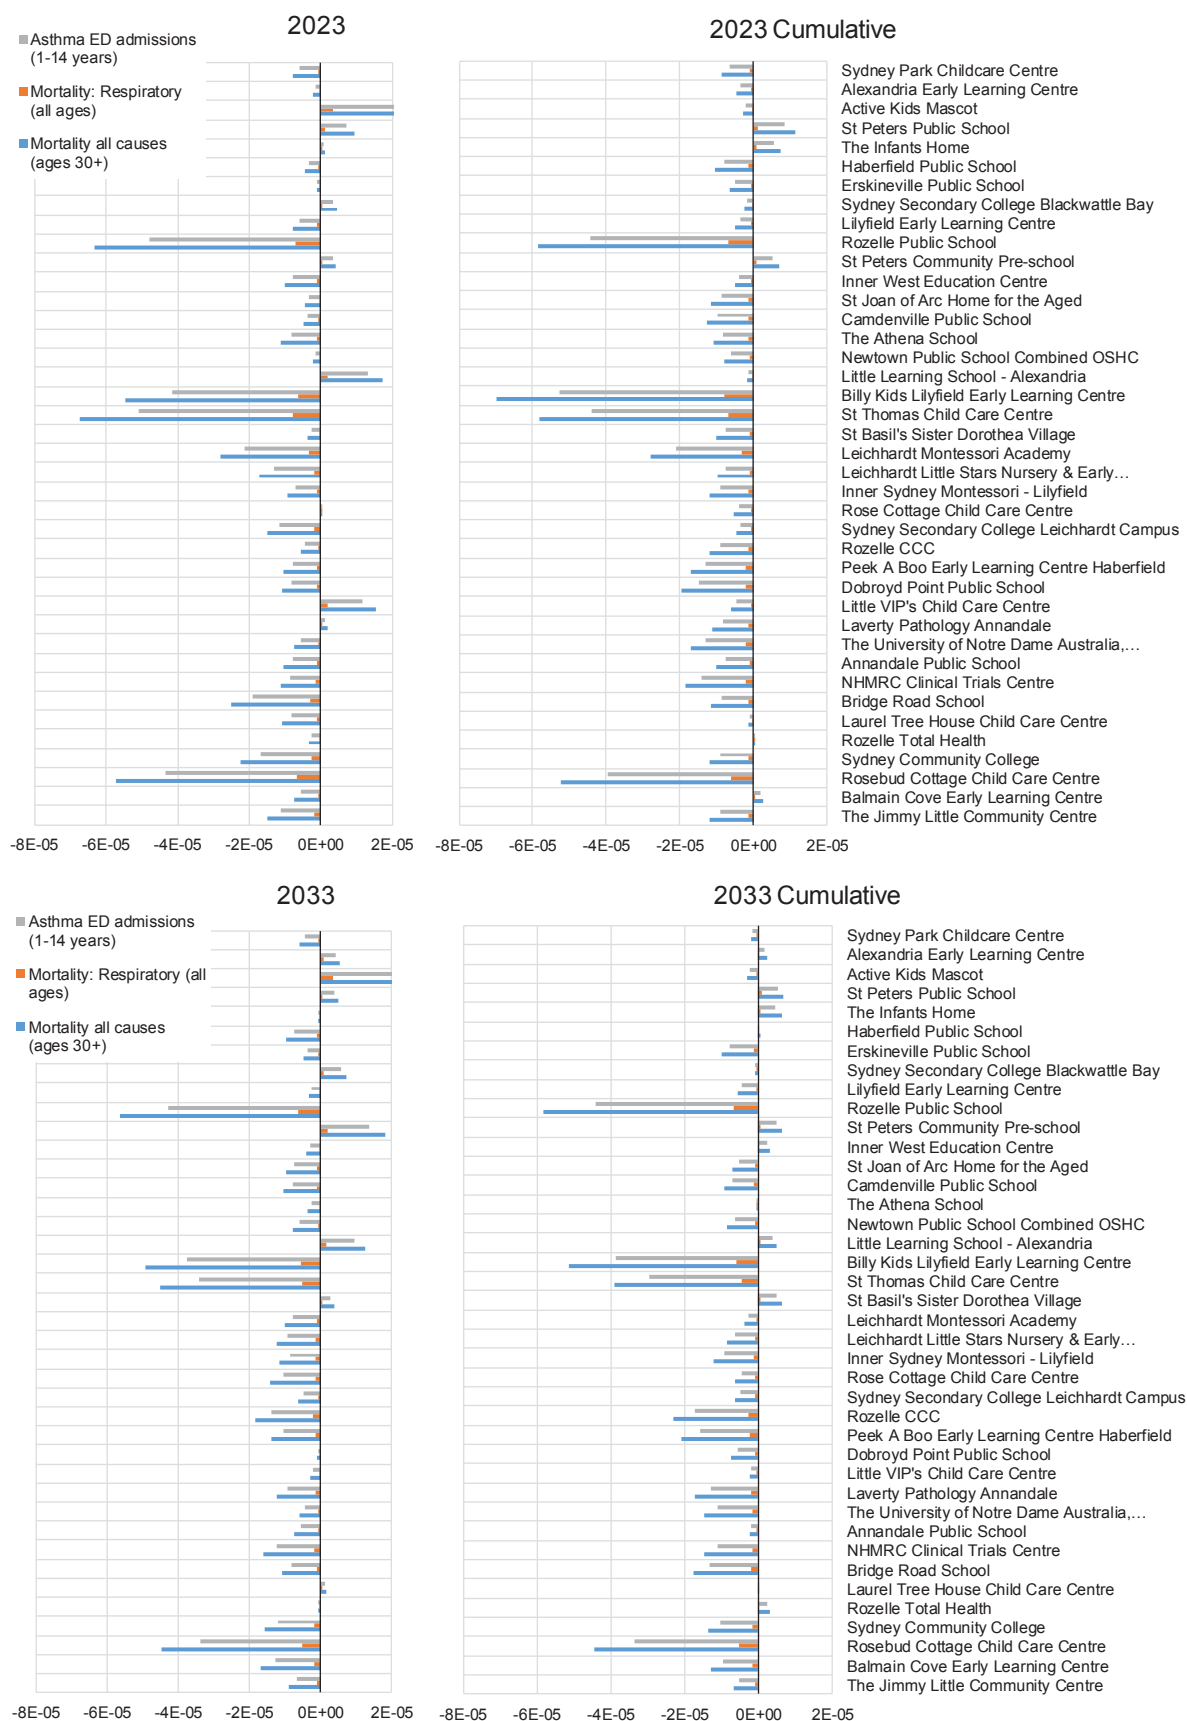 2023
2023 Cumulative
Asthma ED admissions
(1-14 years)
Mortality: Respiratory
(all ages)
Mortality all causes
(ages 30+)
Sydney Park Childcare Centre
Alexandria Early Learning Centre
Active Kids Mascot
St Peters Public School
The Infants Home
Haberfield Public School
Erskineville Public School
Sydney Secondary College Blackwattle Bay
Lilyfield Early Learning Centre
Rozelle Public School
St Peters Community Pre-school
Inner West Education Centre
St Joan of Arc Home for the Aged
Camdenville Public School
The Athena School
Newtown Public School Combined OSHC
Little Learning School - Alexandria
Billy Kids Lilyfield Early Learning Centre
St Thomas Child Care Centre
St Basil's Sister Dorothea Village
Leichhardt Montessori Academy
Leichhardt Little Stars Nursery & Early…
Inner Sydney Montessori - Lilyfield
Rose Cottage Child Care Centre
Sydney Secondary College Leichhardt Campus
Rozelle CCC
Peek A Boo Early Learning Centre Haberfield
Dobroyd Point Public School
Little VIP's Child Care Centre
Laverty Pathology Annandale
The University of Notre Dame Australia,…
Annandale Public School
NHMRC Clinical Trials Centre
Bridge Road School
Laurel Tree House Child Care Centre
Rozelle Total Health
Sydney Community College
Rosebud Cottage Child Care Centre
Balmain Cove Early Learning Centre
The Jimmy Little Community Centre
-8E-05 -6E-05 -4E-05 -2E-05 0E+00 2E-05
-8E-05 -6E-05 -4E-05 -2E-05 0E+00 2E-05
2033
2033 Cumulative
Asthma ED admissions
(1-14 years)
Mortality: Respiratory (all
ages)
Mortality all causes
(ages 30+)
Sydney Park Childcare Centre
Alexandria Early Learning Centre
Active Kids Mascot
St Peters Public School
The Infants Home
Haberfield Public School
Erskineville Public School
Sydney Secondary College Blackwattle Bay
Lilyfield Early Learning Centre
Rozelle Public School
St Peters Community Pre-school
Inner West Education Centre
St Joan of Arc Home for the Aged
Camdenville Public School
The Athena School
Newtown Public School Combined OSHC
Little Learning School - Alexandria
Billy Kids Lilyfield Early Learning Centre
St Thomas Child Care Centre
St Basil's Sister Dorothea Village
Leichhardt Montessori Academy
Leichhardt Little Stars Nursery & Early…
Inner Sydney Montessori - Lilyfield
Rose Cottage Child Care Centre
Sydney Secondary College Leichhardt Campus
Rozelle CCC
Peek A Boo Early Learning Centre Haberfield
Dobroyd Point Public School
Little VIP's Child Care Centre
Laverty Pathology Annandale
The University of Notre Dame Australia,…
Annandale Public School
NHMRC Clinical Trials Centre
Bridge Road School
Laurel Tree House Child Care Centre
Rozelle Total Health
Sydney Community College
Rosebud Cottage Child Care Centre
Balmain Cove Early Learning Centre
The Jimmy Little Community Centre
-8E-05 -6E-05 -4E-05 -2E-05 0E+00 2E-05
-8E-05 -6E-05 -4E-05 -2E-05 0E+00 2E-05